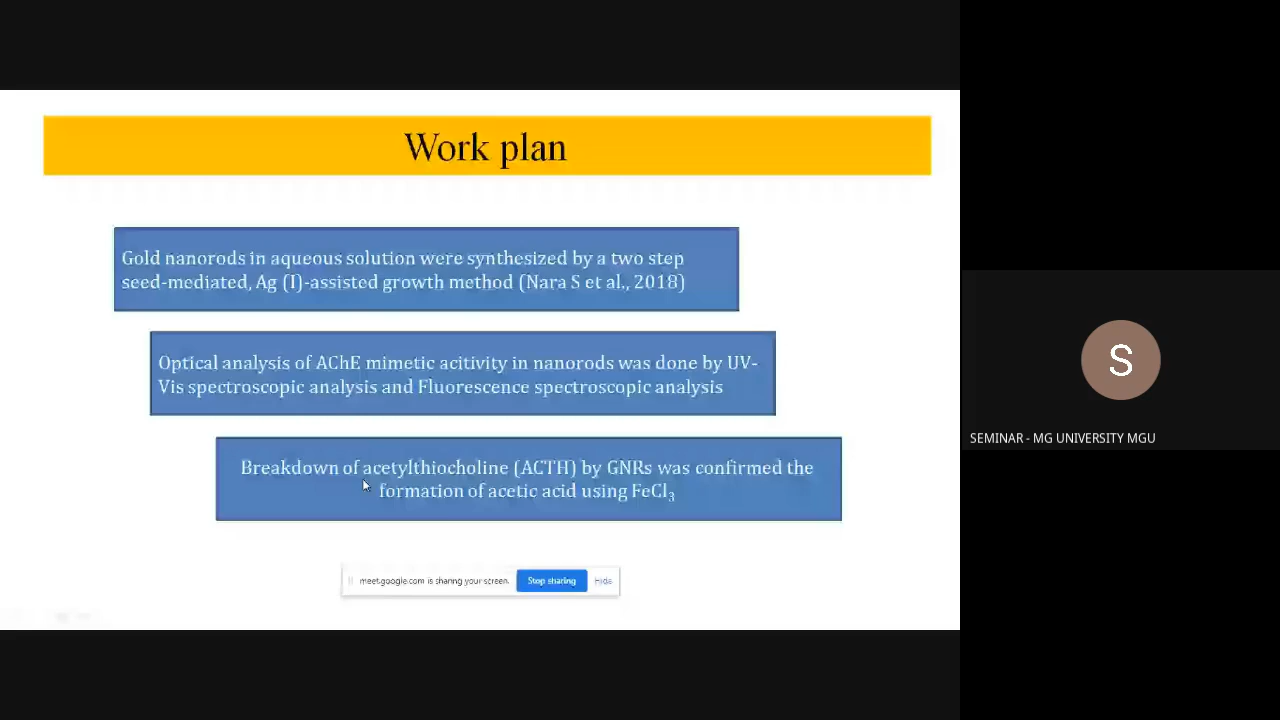 Work plan
Gold nanorods in aqueous solution were synthesized by a two step
seed-mediated, Ag (I)-assisted growth method (Nara S et al., 2018)
Optical analysis of AChE mimetic acitivity in nanorods was done by UV-
Vis spectroscopic analysis and Fluorescence spectroscopic analysis
Breakdown of acetylthiocholine (ACTH) by GNRs was confirmed the
formation of acetic acid using FeCl₃
meet.google.com is sharing your screen. Stop sharing Hide
S
SEMINAR - MG UNIVERSITY MGU